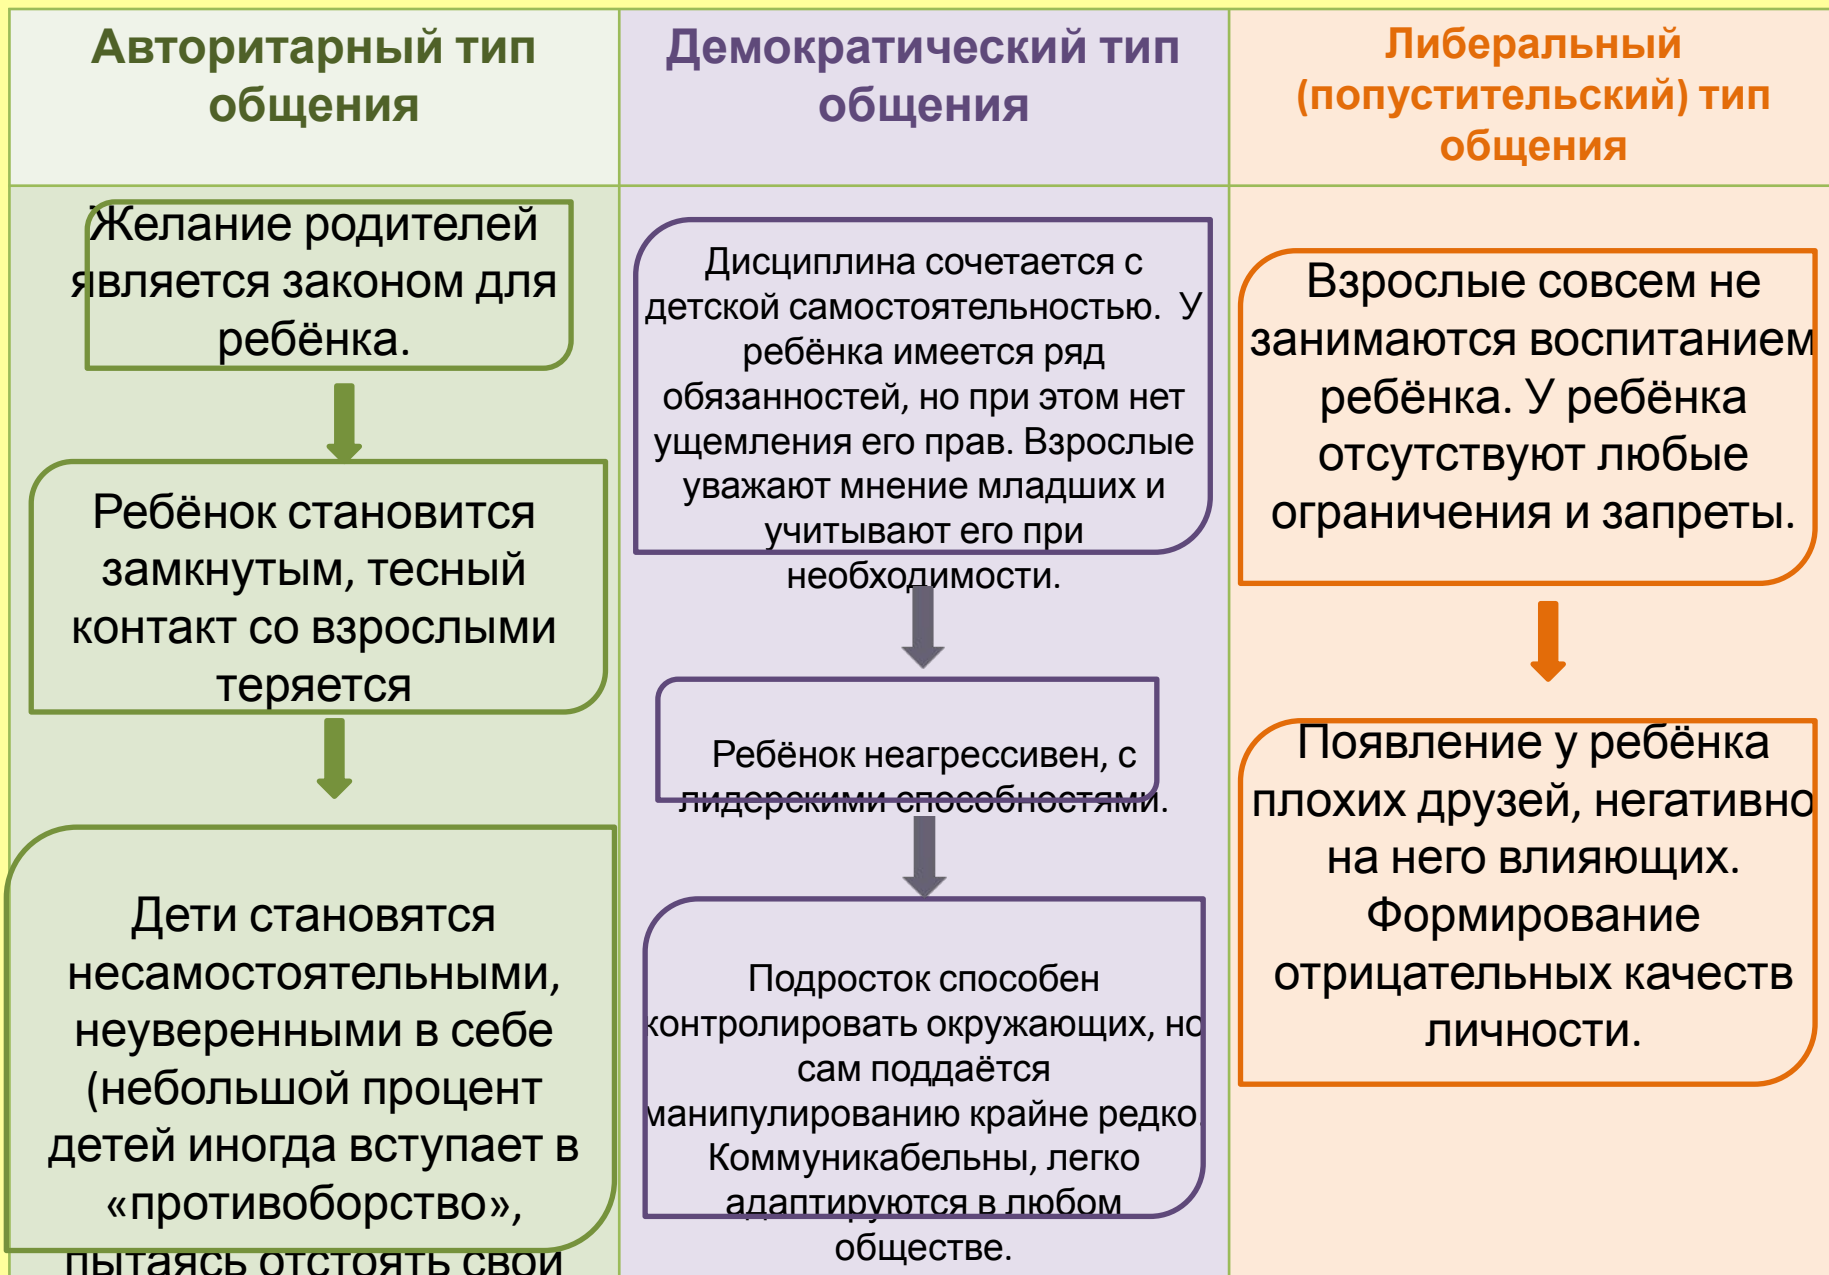 Авторитарный тип
общения
Демократический тип
общения
Либеральный
(попустительский) тип
общения
Желание родителей
является законом для
ребёнка.
Ребёнок становится
замкнутым, тесный
контакт со взрослыми
теряется
Дети становятся
несамостоятельными,
неуверенными в себе
(небольшой процент
детей иногда вступает в
«противоборство»,
пытаясь отстоять свои
Дисциплина сочетается с
детской самостоятельностью. У
ребёнка имеется ряд
обязанностей, но при этом нет
ущемления его прав. Взрослые
уважают мнение младших и
учитывают его при
необходимости.
Ребёнок неагрессивен, с
лидерскими способностями.
Подросток способен
контролировать окружающих, но
сам поддаётся
манипулированию крайне редко.
Коммуникабельны, легко
адаптируются в любом
обществе.
Взрослые совсем не
занимаются воспитанием
ребёнка. У ребёнка
отсутствуют любые
ограничения и запреты.
Появление у ребёнка
плохих друзей, негативно
на него влияющих.
Формирование
отрицательных качеств
личности.